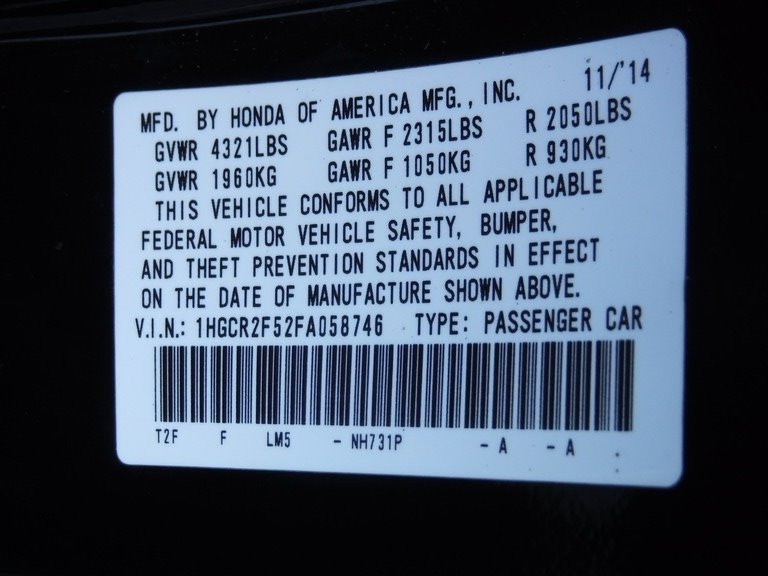 MFD. BY HONDA OF AMERICA MFG., INC. 11/'14
GVWR 4321LBS GAWR F 2315LBS R 2050LBS
GVWR 1960KG GAWR F 1050KG R 930KG
THIS VEHICLE CONFORMS TO ALL APPLICABLE
FEDERAL MOTOR VEHICLE SAFETY, BUMPER,
AND THEFT PREVENTION STANDARDS IN EFFECT
ON THE DATE OF MANUFACTURE SHOWN ABOVE.
V.I.N.: 1HGCR2F52FA058746 TYPE: PASSENGER CAR
T2F F LM5 - NH731P - A - A :